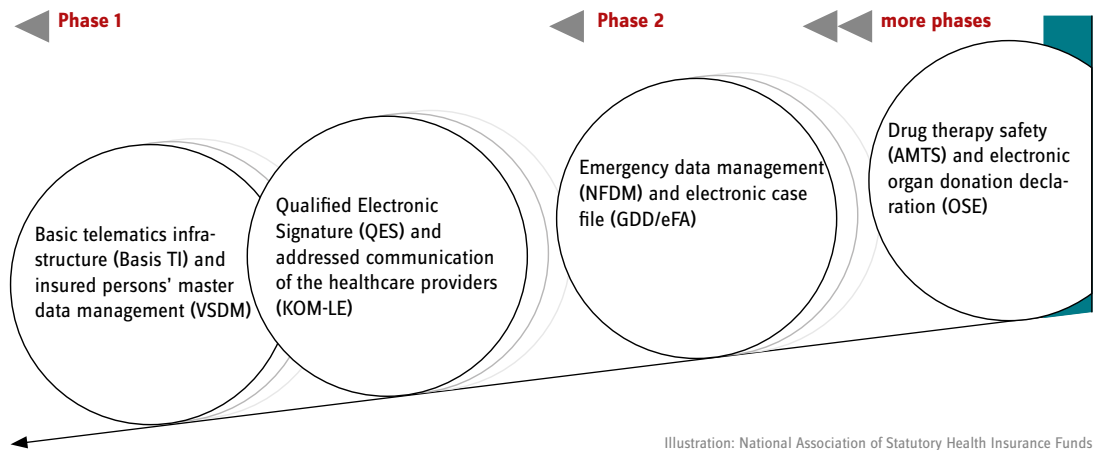 Phase 1
Phase 2
more phases
Basic telematics infra-
structure (Basis TI) and
insured persons' master
data management (VSDM)
Qualified Electronic
Signature (QES) and
addressed communication
of the healthcare providers
(KOM-LE)
Emergency data management
(NFDM) and electronic case
file (GDD/eFA)
Drug therapy safety
(AMTS) and electronic
organ donation decla-
ration (OSE)
Illustration: National Association of Statutory Health Insurance Funds